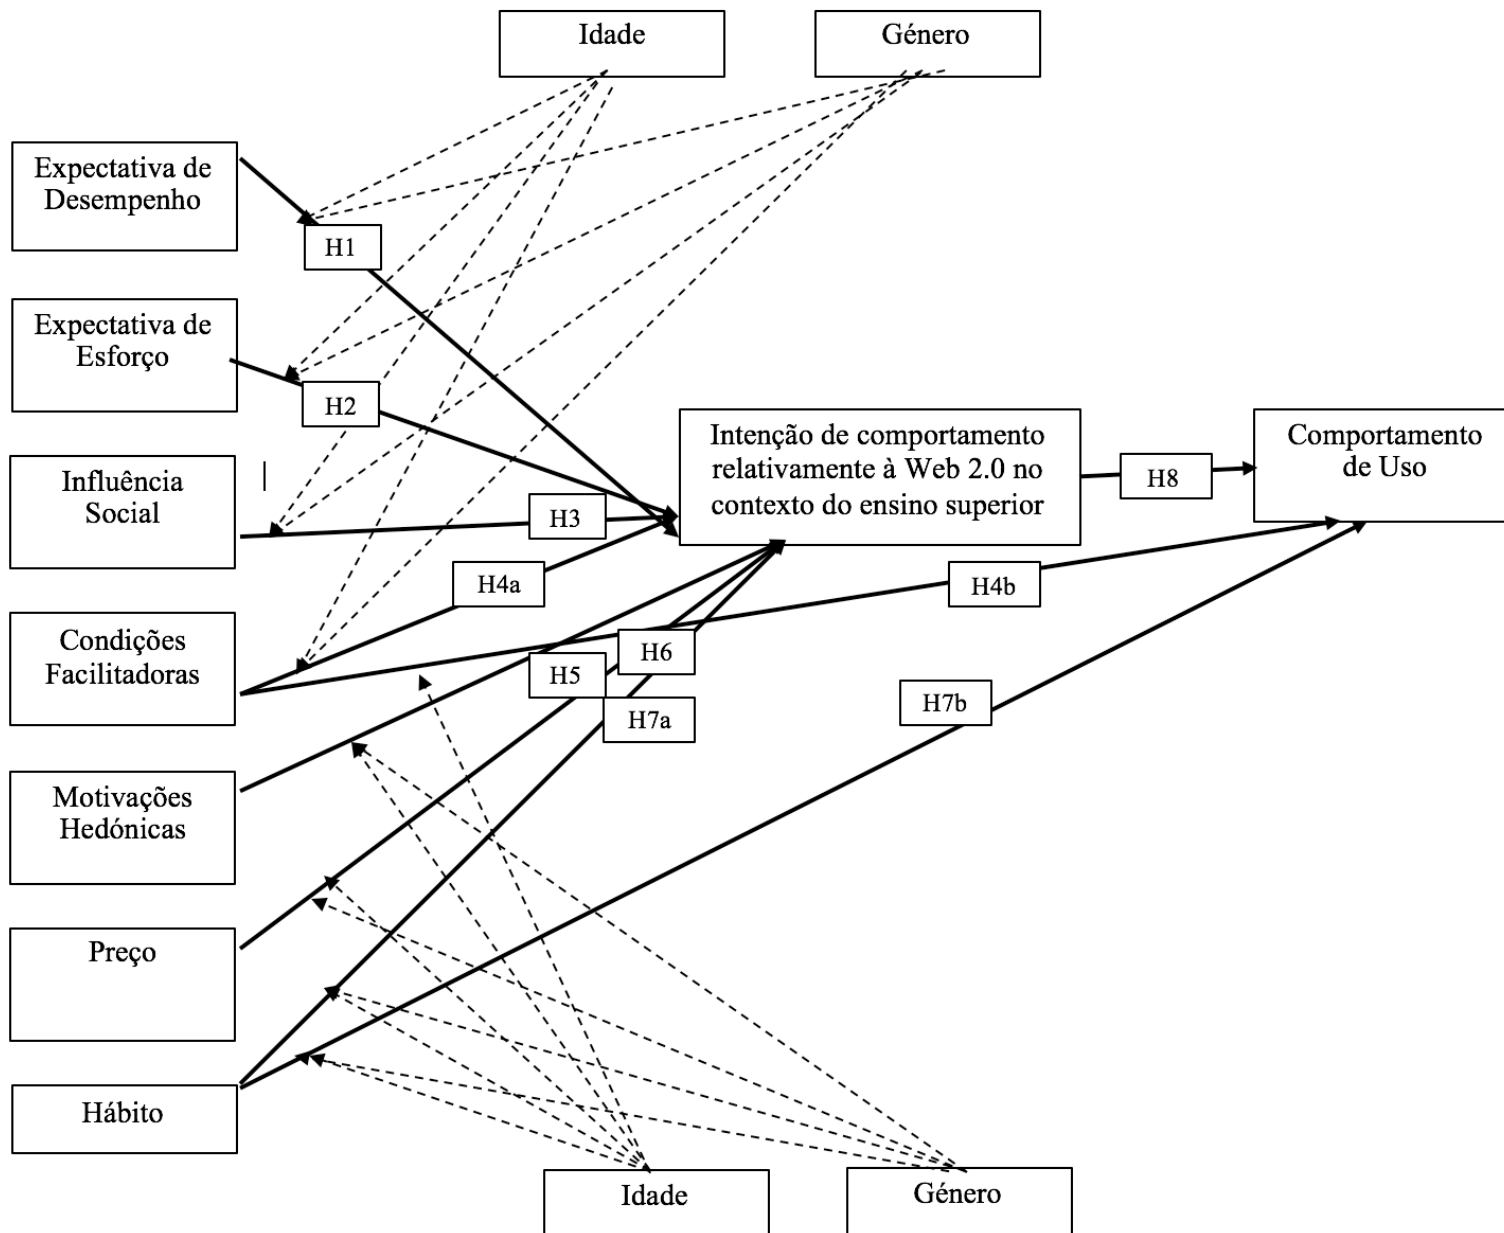 Idade
Género
Expectativa de
Desempenho
H1
Expectativa de
Esforço
H2
Influência
Social
H3
Intenção de comportamento
relativamente à Web 2.0 no
contexto do ensino superior
H8
Comportamento
de Uso
H4a
H4b
Condições
Facilitadoras
H6
H5
H7a
H7b
Motivações
Hedónicas
Preço
Hábito
Idade
Género